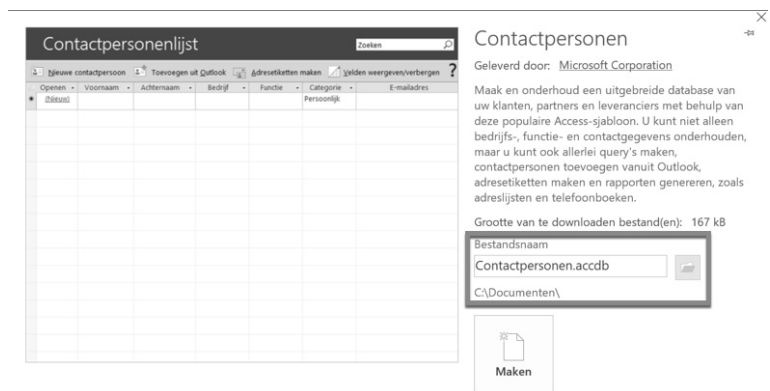 Contactpersonenlijst
Zoeken
Nieuwe contactpersoon Toevoegen uit Outlook Adresetiketten maken Velden weergeven/verbergen ?
Openen Voornaam Achternaam Bedrijf Functie Categorie E-mailadres
(Nieuw) Persoonlijk
Contactpersonen
Geleverd door: Microsoft Corporation
Maak en onderhoud een uitgebreide database van
uw klanten, partners en leveranciers met behulp van
deze populaire Access-sjabloon. U kunt niet alleen
bedrijfs-, functie- en contactgegevens onderhouden,
maar u kunt ook allerlei query's maken,
contactpersonen toevoegen vanuit Outlook,
adresetiketten maken en rapporten genereren, zoals
adreslijsten en telefoonboeken.
Grootte van te downloaden bestand(en): 167 kB
Bestandsnaam
Contactpersonen.accdb
C:\Documenten\
Maken